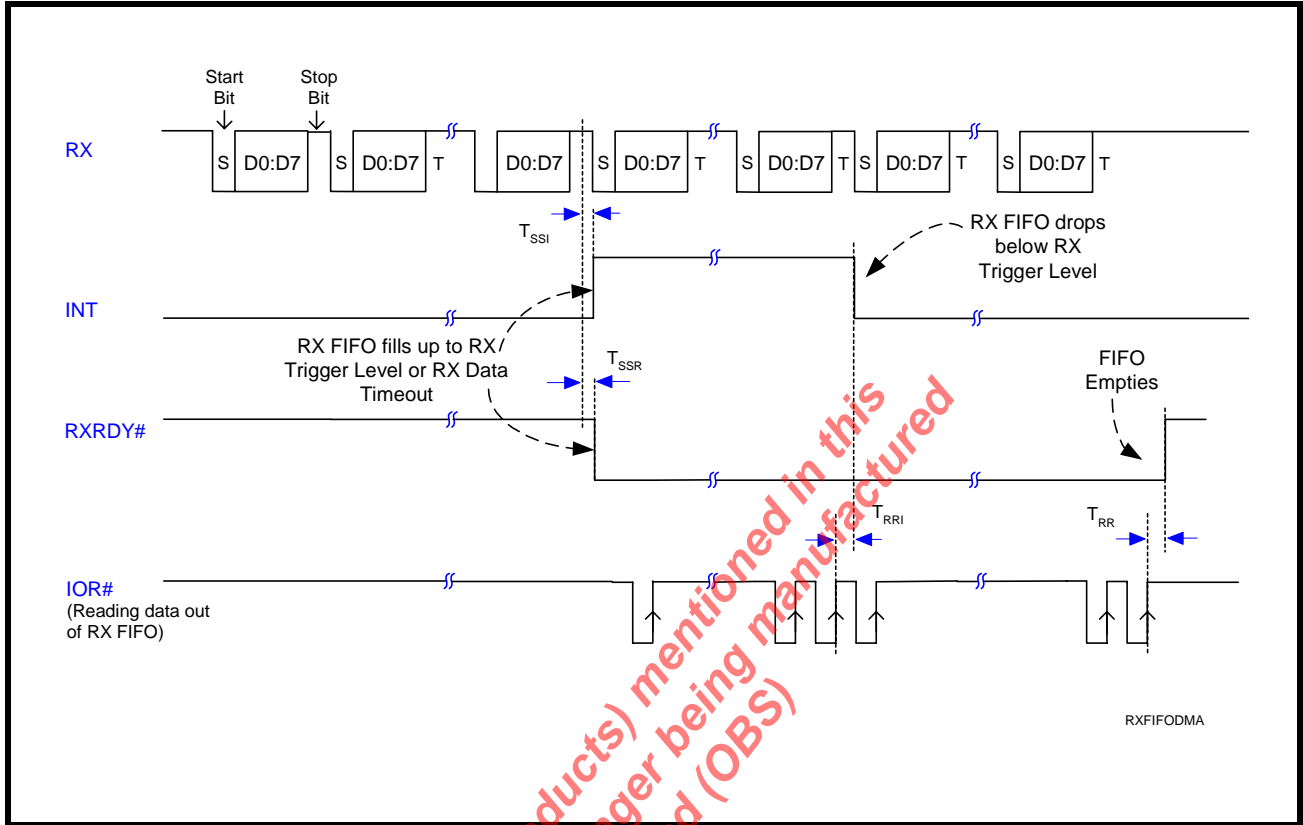 Start
Bit
Stop
Bit
RX
S D0:D7 S D0:D7 T D0:D7 S D0:D7 T S D0:D7 T S D0:D7 T S D0:D7 T
TSSI
RX FIFO drops
below RX
Trigger Level
INT
RX FIFO fills up to RX
Trigger Level or RX Data
Timeout
TSSR
FIFO
Empties
RXRDY#
TRRI
TRR
IOR#
(Reading data out
of RX FIFO)
ducts) mentioned in this
nger being manufactured
d (OBS)
RXFIFODMA